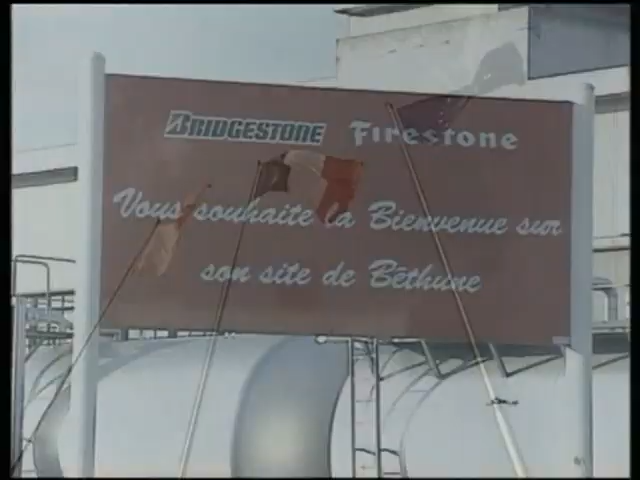 BRIDGESTONE Firestone
Vous souhaite la Bienvenue sur
son site de Béthune